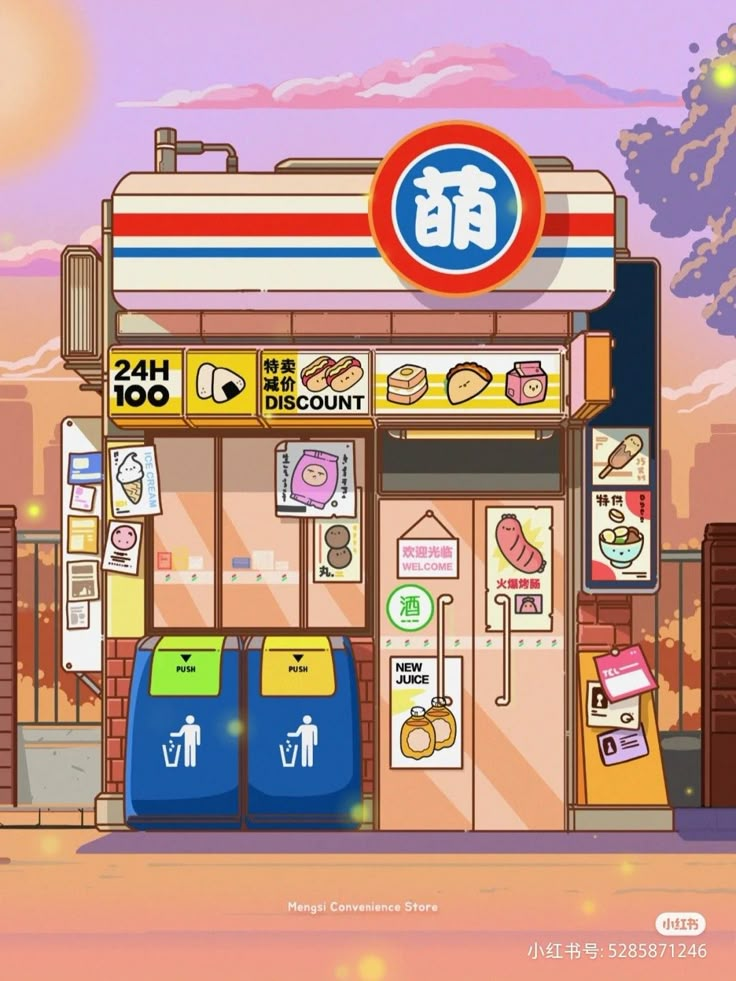 萌
24H
100
特卖
减价
DISCOUNT
ICE CREAM
丸.
欢迎光临
WELCOME
酒
火爆烤肠
特供
NEW
JUICE
PUSH
PUSH
TCL
Mengsi Convenience Store
小红书
小红书号: 5285871246